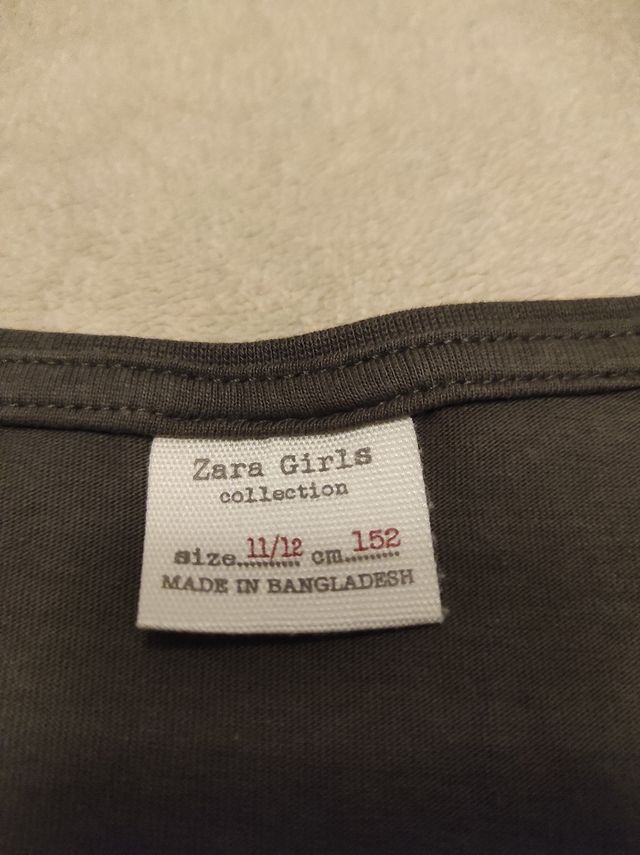 Zara Girls
collection
size..11/12 cm..152
MADE IN BANGLADESH